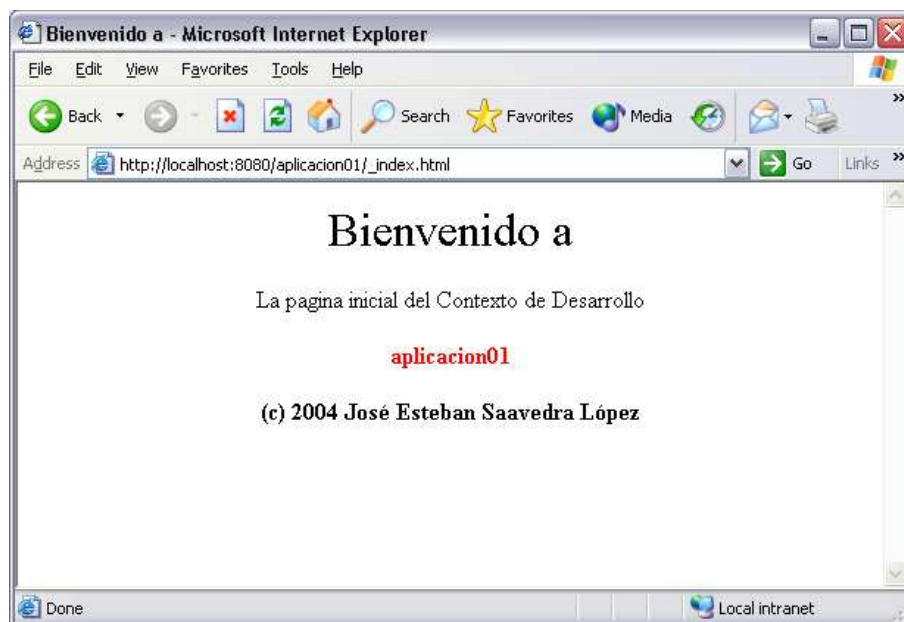 Bienvenido a - Microsoft Internet Explorer
File Edit View Favorites Tools Help
Back Search Favorites Media »
Address http://localhost:8080/aplicacion01/_index.html Go Links »
Bienvenido a
La pagina inicial del Contexto de Desarrollo
aplicacion01
(c) 2004 José Esteban Saavedra López
Done Local intranet